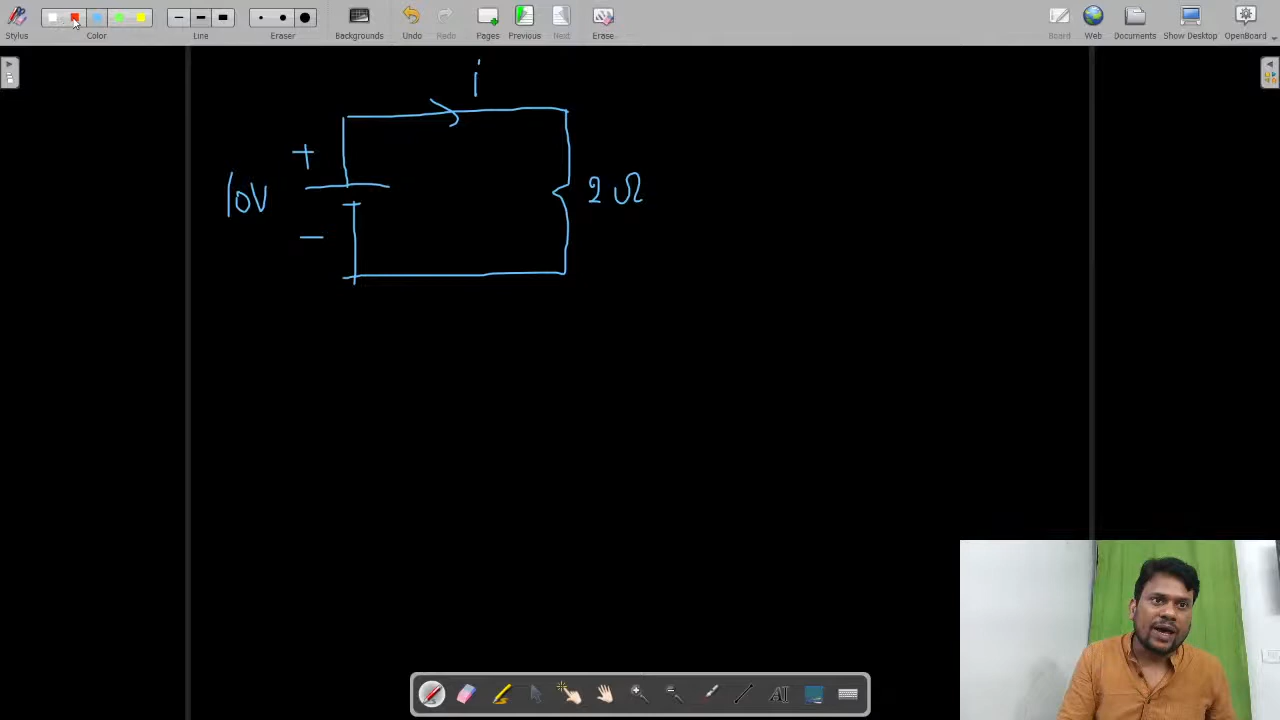 Stylus Color Line Eraser Backgrounds Undo Redo Pages Previous Next Erase Board Web Documents Show Desktop OpenBoard
i
+
10V
2 Ω
−
AI